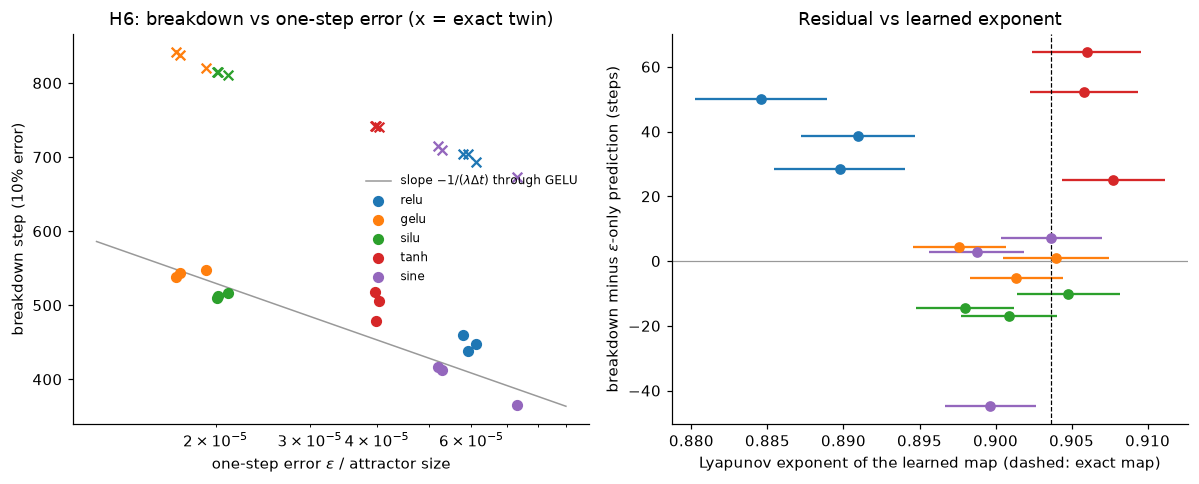 H6: breakdown vs one-step error (x = exact twin)
breakdown step (10% error)
800
700
600
500
400
slope −1/(λΔt) through GELU
relu
gelu
silu
tanh
sine
2 × 10⁻⁵
3 × 10⁻⁵
4 × 10⁻⁵
6 × 10⁻⁵
one-step error ε / attractor size
Residual vs learned exponent
breakdown minus ε-only prediction (steps)
60
40
20
0
−20
−40
0.880
0.885
0.890
0.895
0.900
0.905
0.910
Lyapunov exponent of the learned map (dashed: exact map)